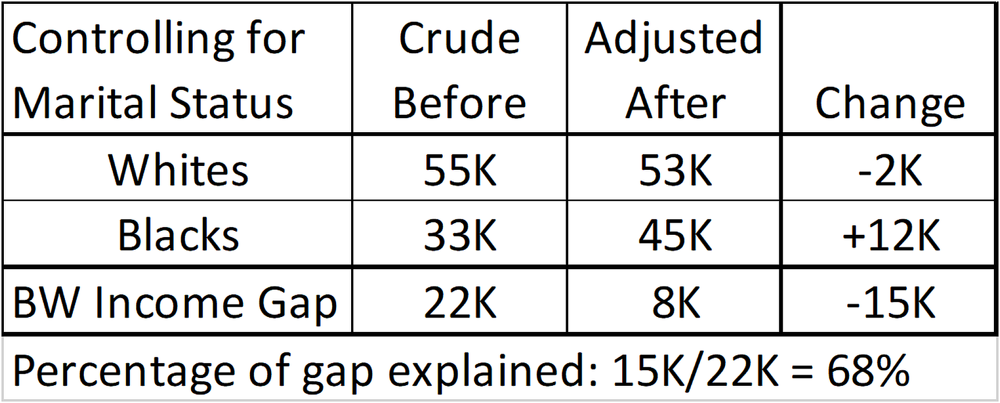 Controlling for Marital Status Crude Before Adjusted After Change
Whites 55K 53K -2K
Blacks 33K 45K +12K
BW Income Gap 22K 8K -15K
Percentage of gap explained: 15K/22K = 68%